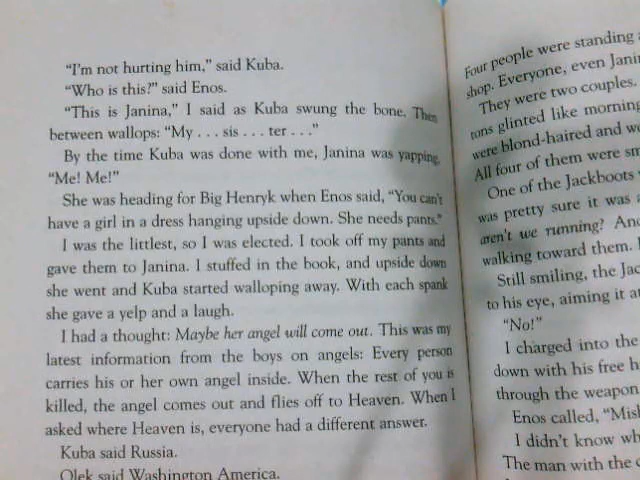 "I'm not hurting him," said Kuba.
"Who is this?" said Enos.
"This is Janina," I said as Kuba swung the bone. Then
between wallops: "My . . . sis . . . ter . . ."
By the time Kuba was done with me, Janina was yapping,
"Me! Me!"
She was heading for Big Henryk when Enos said, "You can't
have a girl in a dress hanging upside down. She needs pants."
I was the littlest, so I was elected. I took off my pants and
gave them to Janina. I stuffed in the book, and upside down
she went and Kuba started walloping away. With each spank
she gave a yelp and a laugh.
I had a thought: Maybe her angel will come out. This was my
latest information from the boys on angels: Every person
carries his or her own angel inside. When the rest of you is
killed, the angel comes out and flies off to Heaven. When I
asked where Heaven is, everyone had a different answer.
Kuba said Russia.
Olek said Washington America.
Four people were standing
shop. Everyone, even
They were two couples.
tons glinted like
were blond-haired and
All four of them were
One of the Jackboots
was pretty sure it was
aren't we running?
walling toward them.
Still smiling, the
to his eye, aiming it
"No!"
I charged into the
down with his free
through the weapon
Enos called,
I didn't know
The man with the